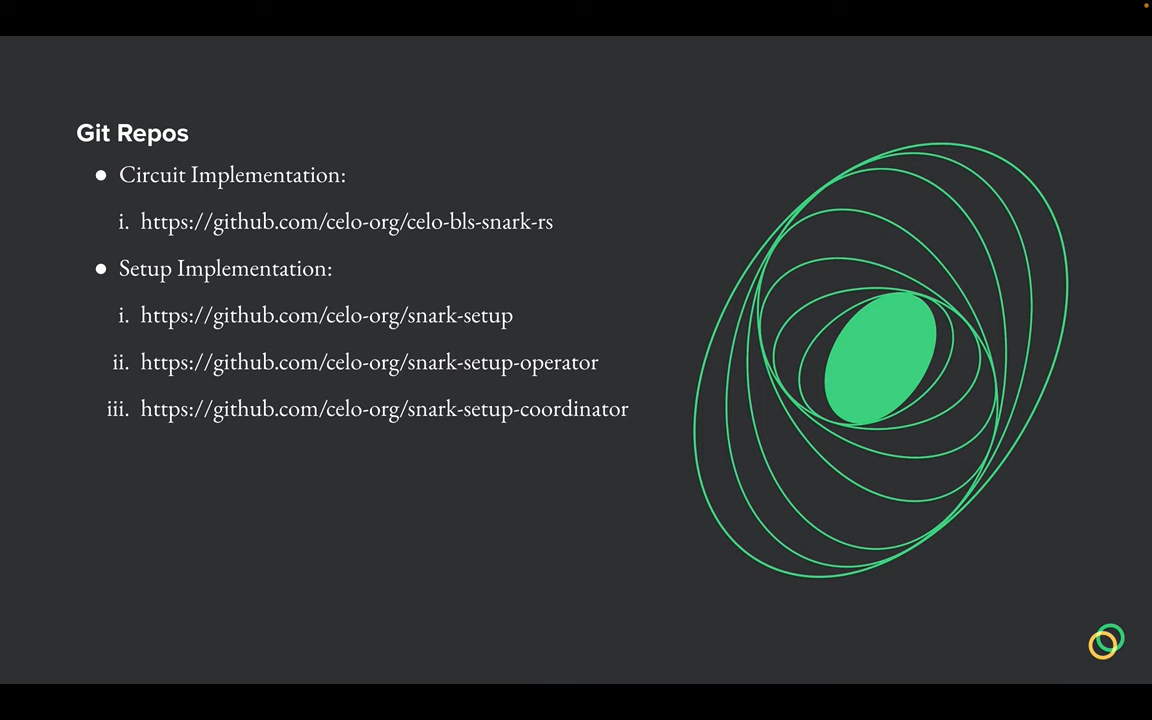 Git Repos
● Circuit Implementation:
i. https://github.com/celo-org/celo-bls-snark-rs
● Setup Implementation:
i. https://github.com/celo-org/snark-setup
ii. https://github.com/celo-org/snark-setup-operator
iii. https://github.com/celo-org/snark-setup-coordinator